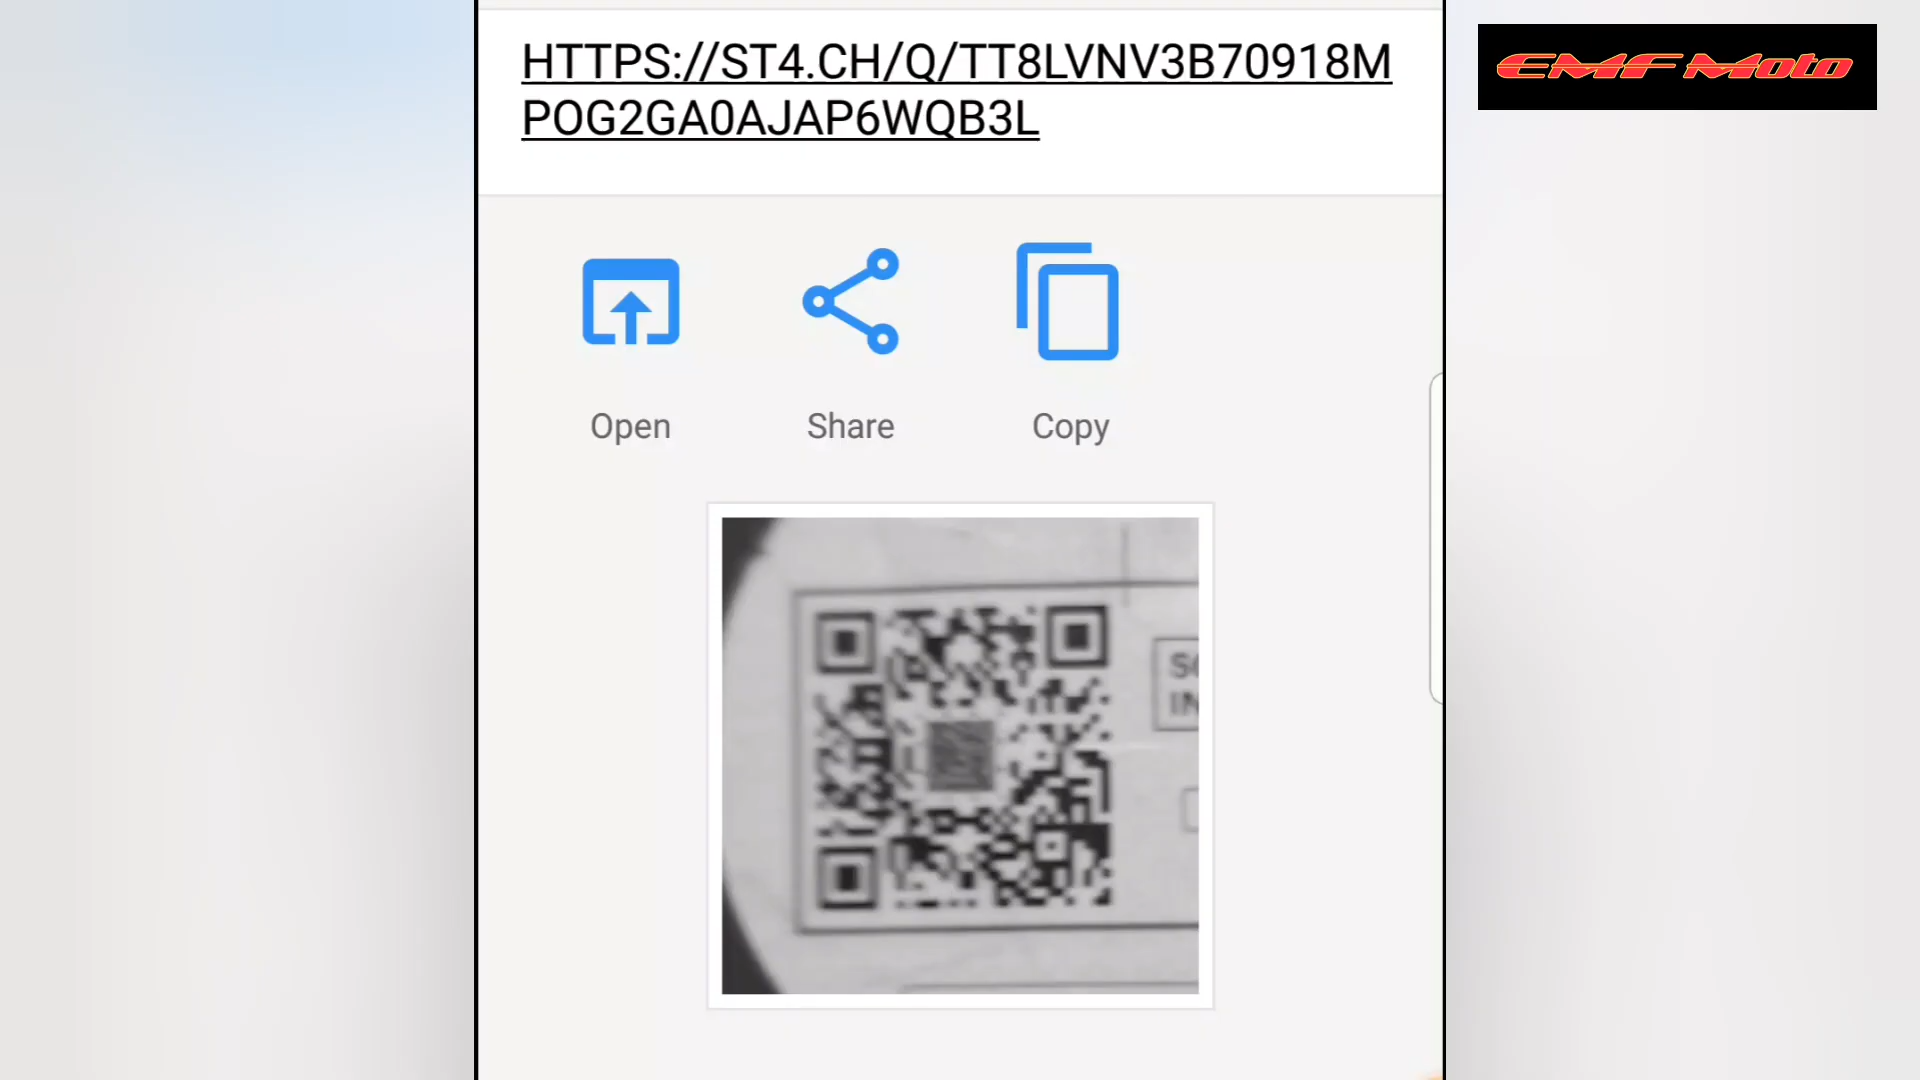 HTTPS://ST4.CH/Q/TT8LVNV3B70918M
POG2GA0AJAP6WQB3L
EMF Moto
Open
Share
Copy